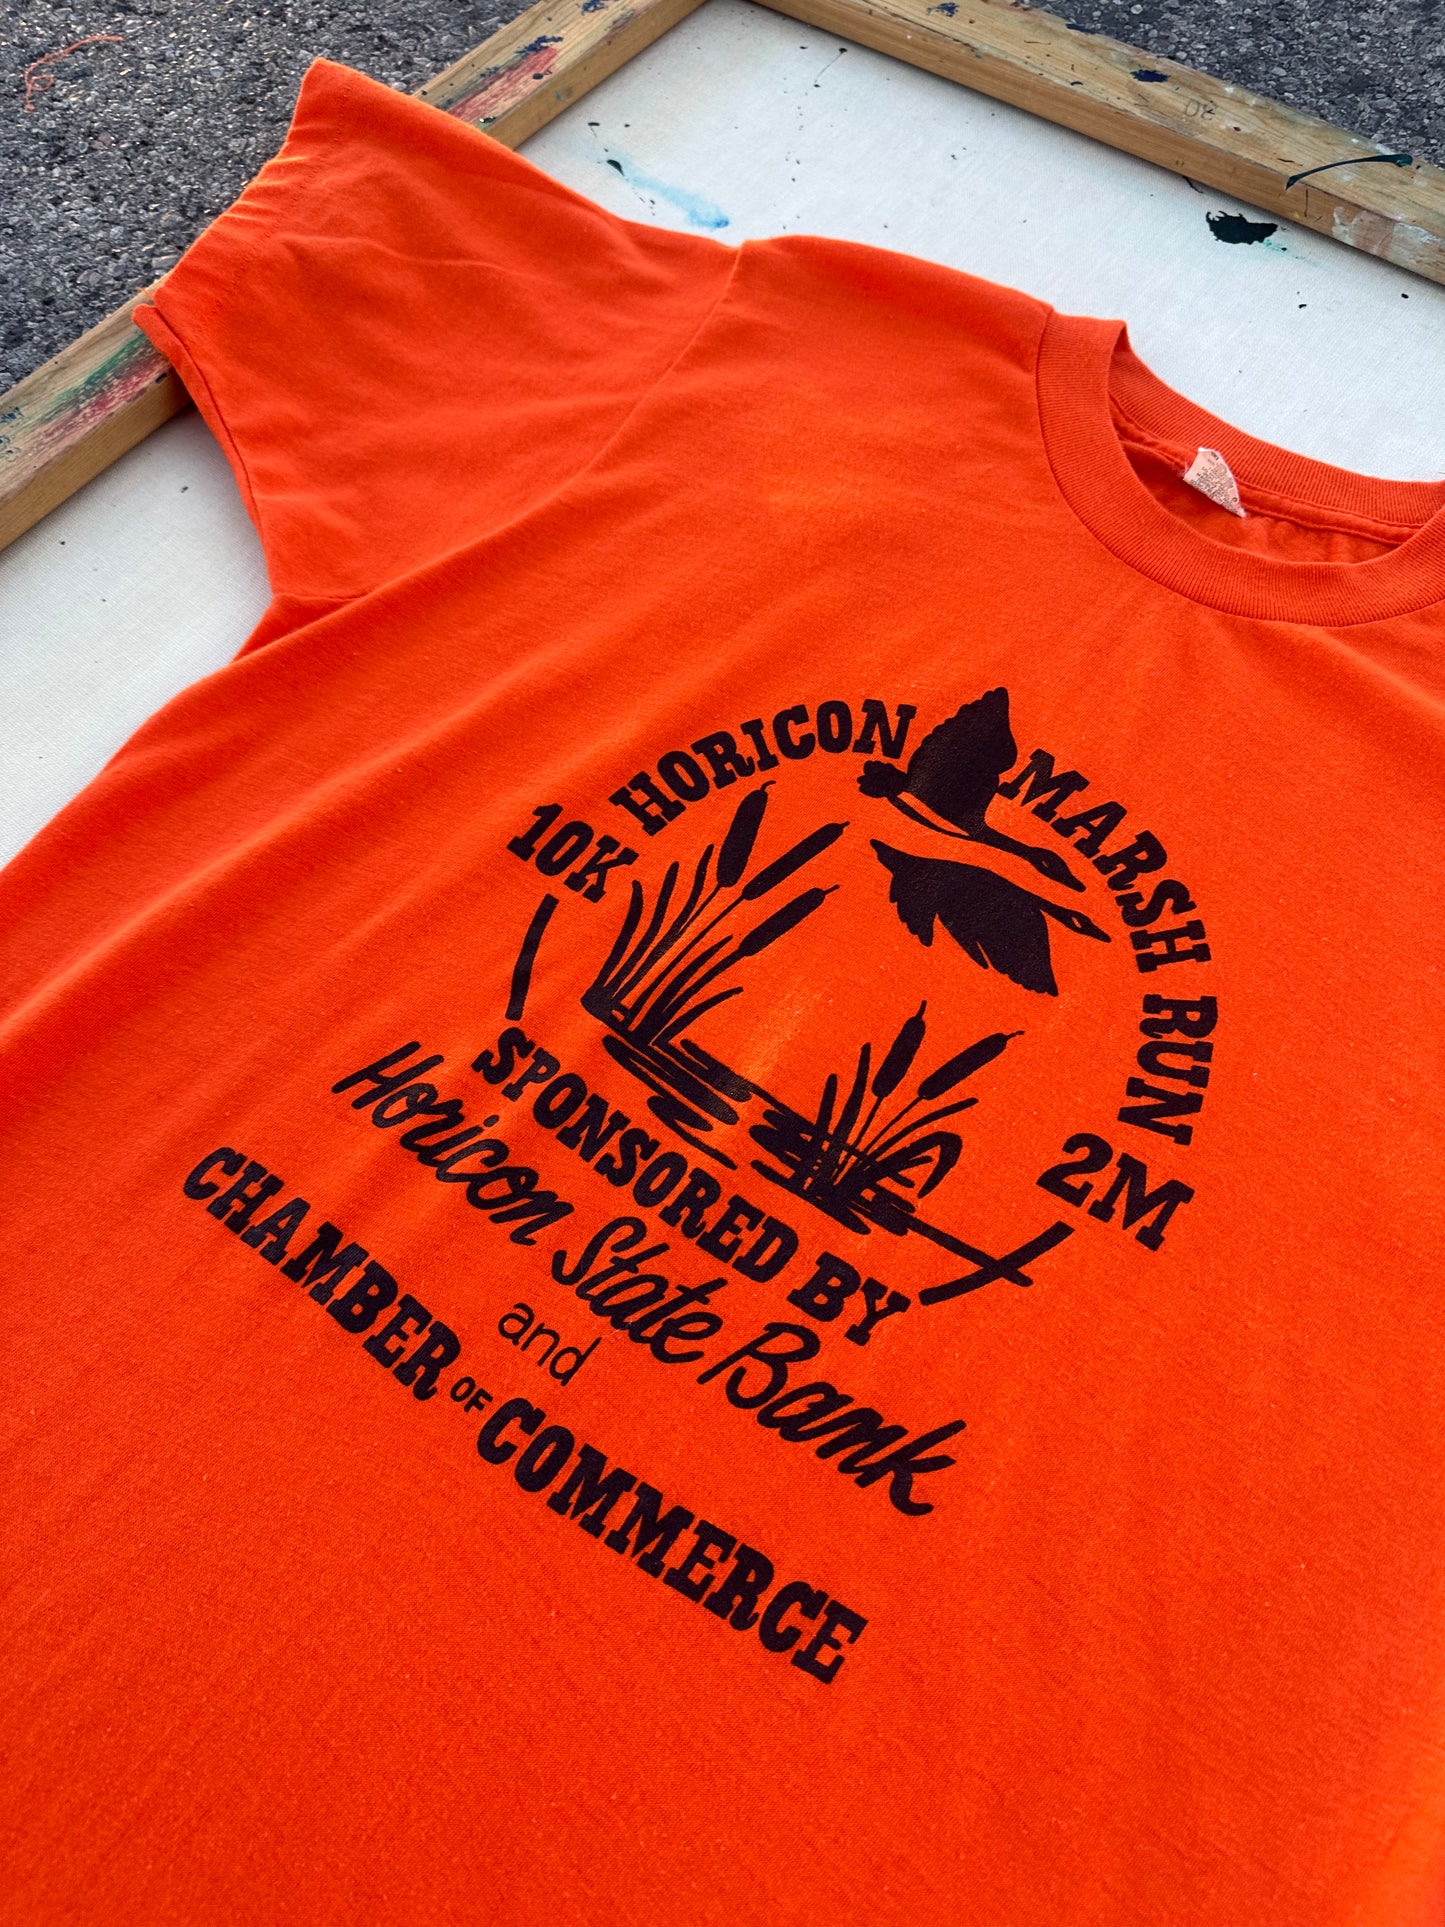 10K HORICON MARSH RUN 2M
SPONSORED BY
Horicon State Bank
and
CHAMBER OF COMMERCE